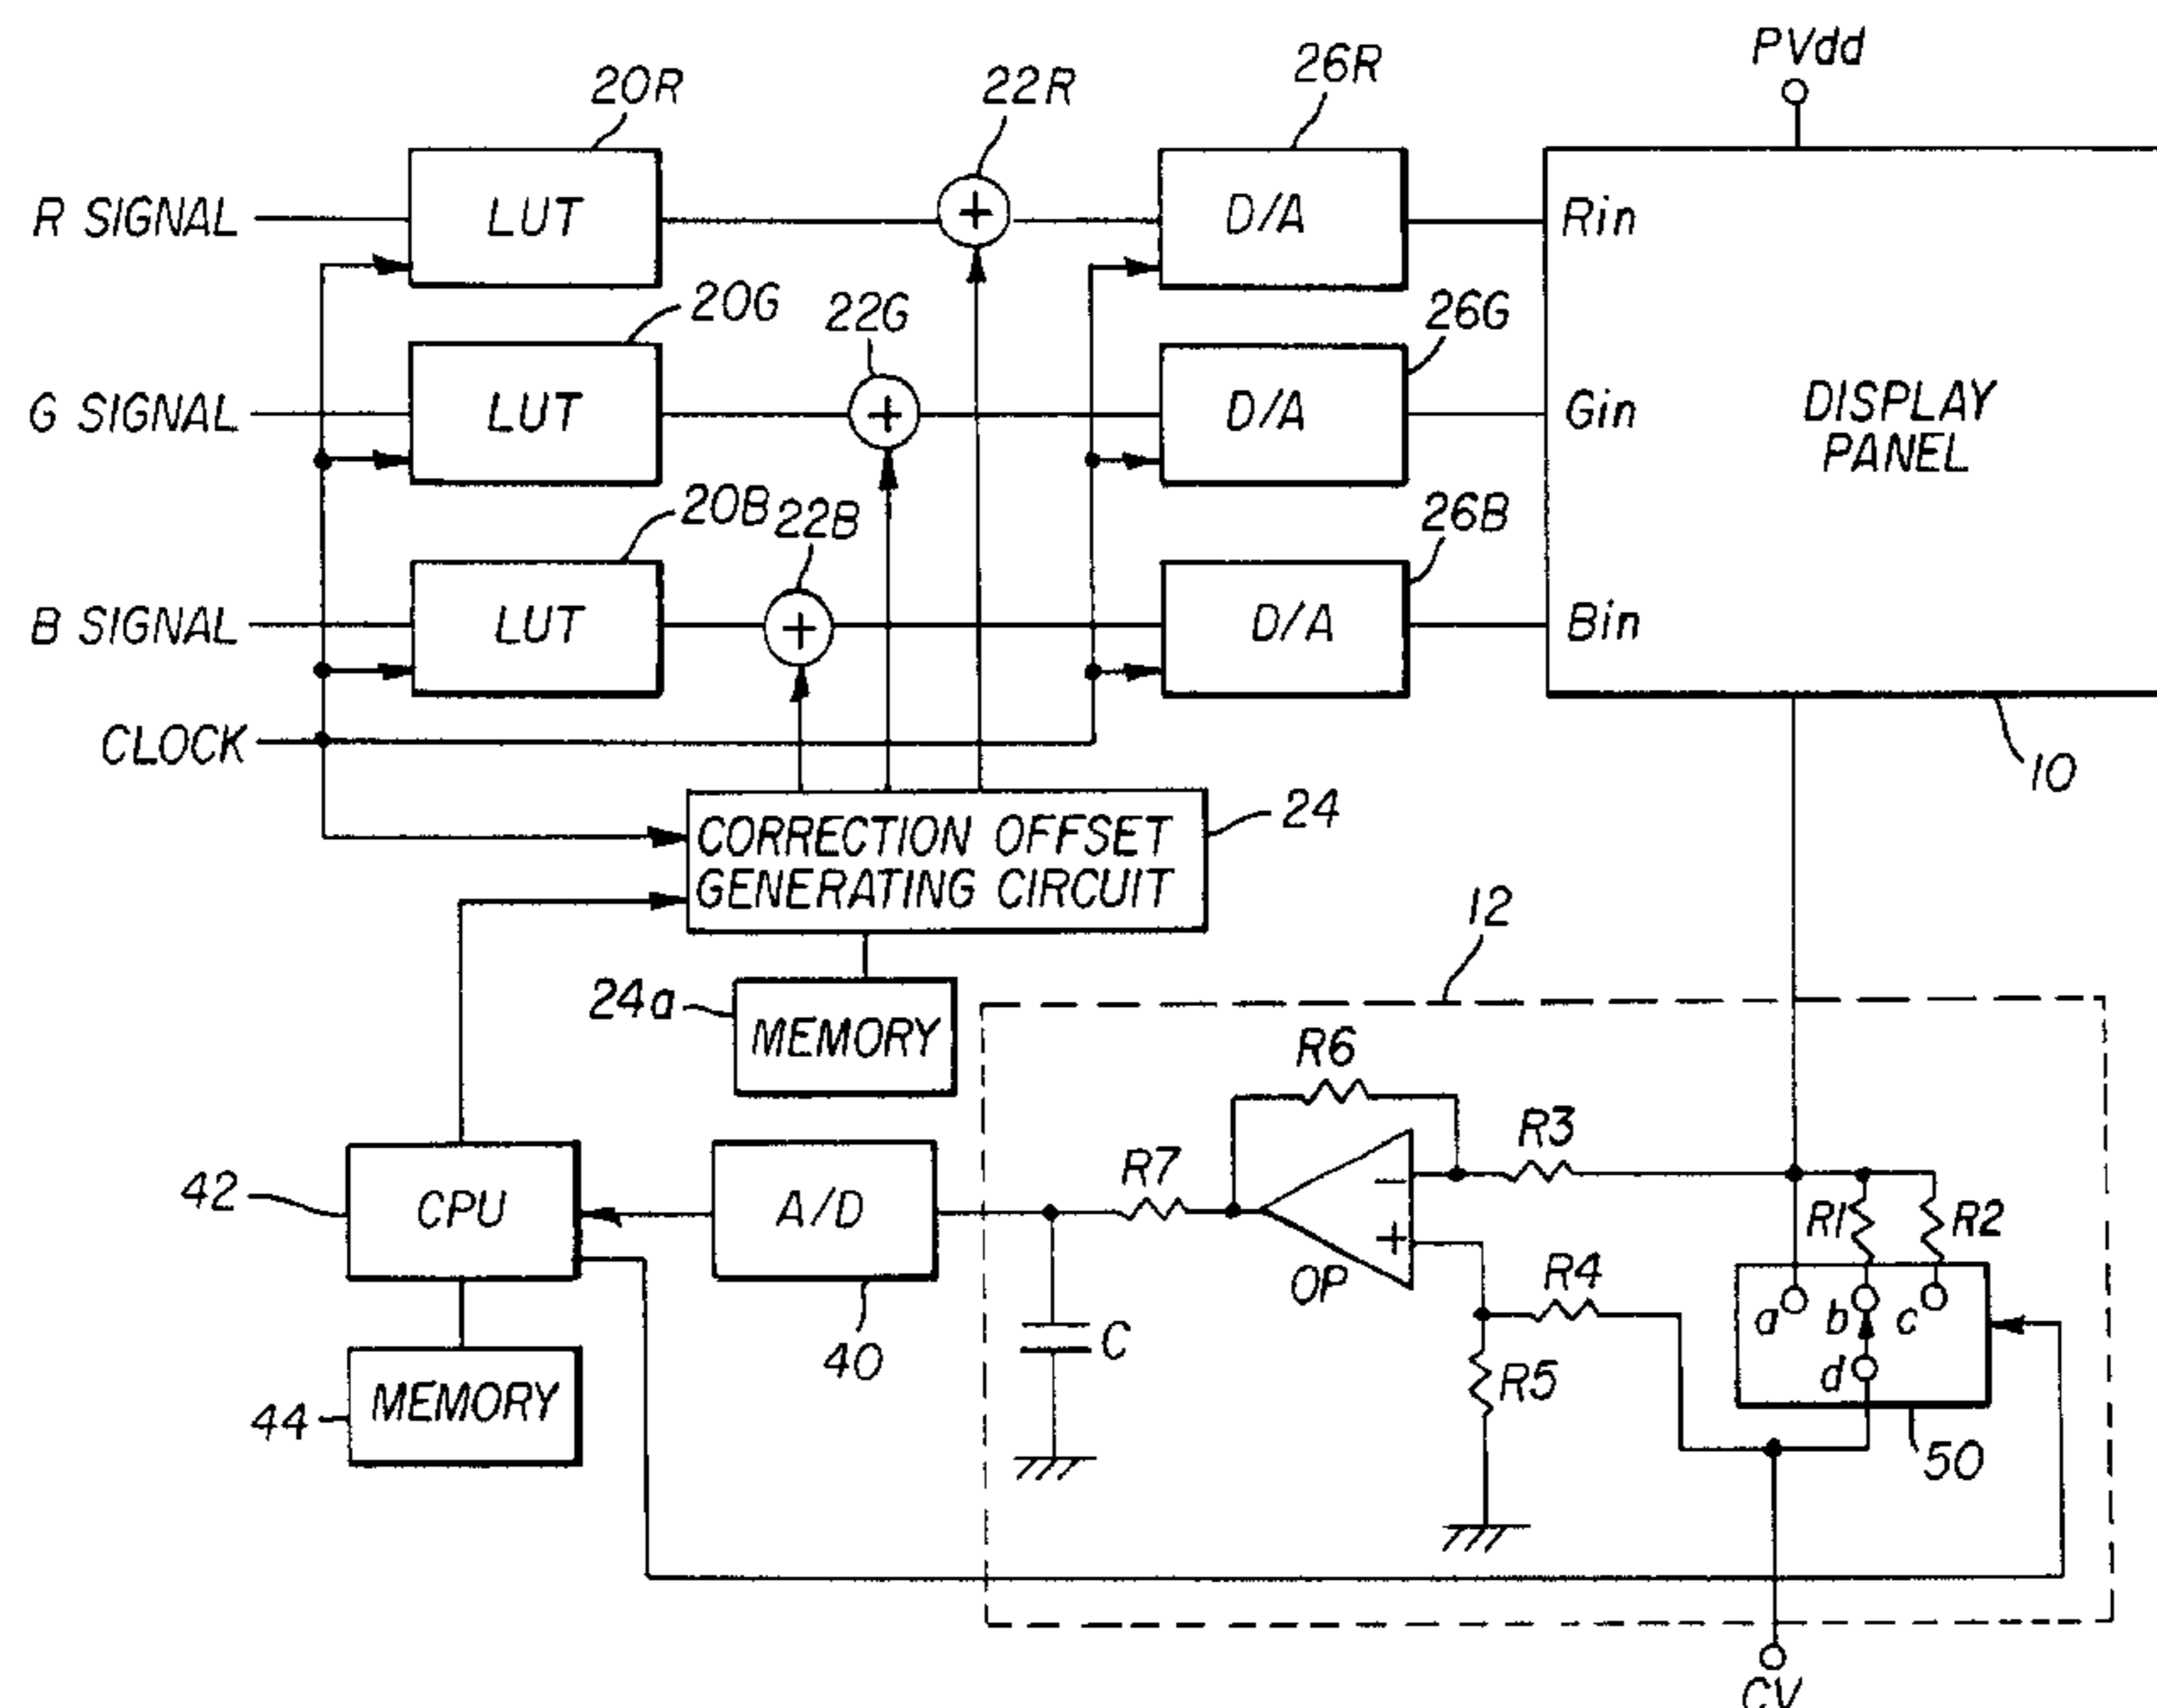 PVdd
20R
22R
26R
R SIGNAL
LUT
+
D/A
Rin
20G
22G
26G
G SIGNAL
LUT
+
D/A
Gin
DISPLAY
PANEL
20B
22B
26B
B SIGNAL
LUT
+
D/A
Bin
CLOCK
10
CORRECTION OFFSET
GENERATING CIRCUIT
24
12
24a
MEMORY
R6
R3
R7
42
CPU
A/D
−
+
OP
R4
R1
R2
a
b
c
d
C
40
R5
44
MEMORY
50
CV